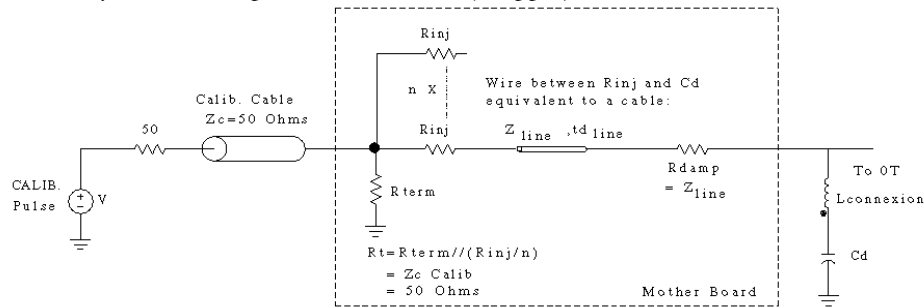 Rinj
n X
Wire between Rinj and Cd
equivalent to a cable:
Calib. Cable
Zc=50 Ohms
Rinj
Z line ,td line
50
Rdamp
= Z line
To OT
Lconnexion
CALIB.
Pulse
V
Rterm
Rt=Rterm//(Rinj/n)
= Zc Calib
= 50 Ohms
Cd
Mother Board